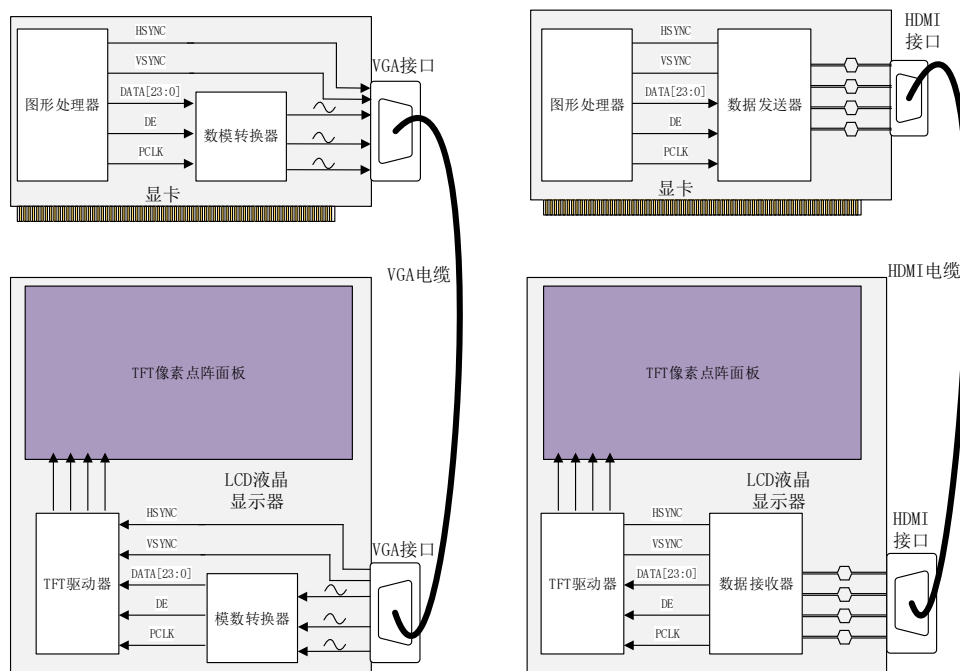 HSYNC
VSYNC
DATA[23:0]
DE
PCLK
图形处理器
数模转换器
显卡
VGA接口
VGA电缆
TFT像素点阵面板
LCD液晶
显示器
HSYNC
VSYNC
DATA[23:0]
DE
PCLK
TFT驱动器
模数转换器
VGA接口
HSYNC
VSYNC
DATA[23:0]
DE
PCLK
图形处理器
数据发送器
显卡
HDMI
接口
HDMI电缆
TFT像素点阵面板
LCD液晶
显示器
HSYNC
VSYNC
DATA[23:0]
DE
PCLK
TFT驱动器
数据接收器
HDMI
接口